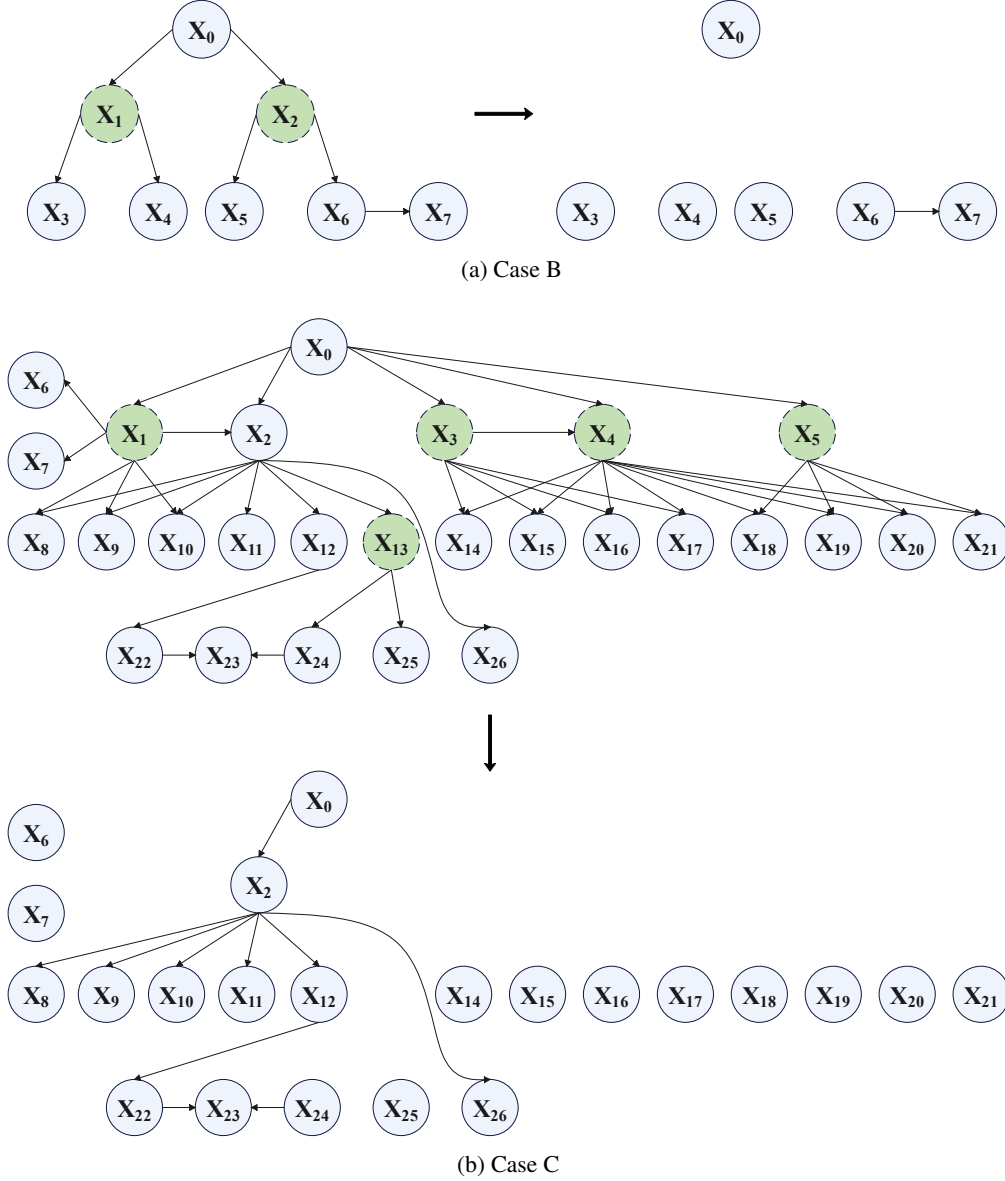 X₀ X₀
X₁ X₂
X₃ X₄ X₅ X₆ X₇ X₃ X₄ X₅ X₆ X₇
(a) Case B
X₀
X₆
X₁ X₂ X₃ X₄ X₅
X₇
X₈ X₉ X₁₀ X₁₁ X₁₂ X₁₃ X₁₄ X₁₅ X₁₆ X₁₇ X₁₈ X₁₉ X₂₀ X₂₁
X₂₂ X₂₃ X₂₄ X₂₅ X₂₆
X₀
X₆
X₂
X₇
X₈ X₉ X₁₀ X₁₁ X₁₂ X₁₄ X₁₅ X₁₆ X₁₇ X₁₈ X₁₉ X₂₀ X₂₁
X₂₂ X₂₃ X₂₄ X₂₅ X₂₆
(b) Case C